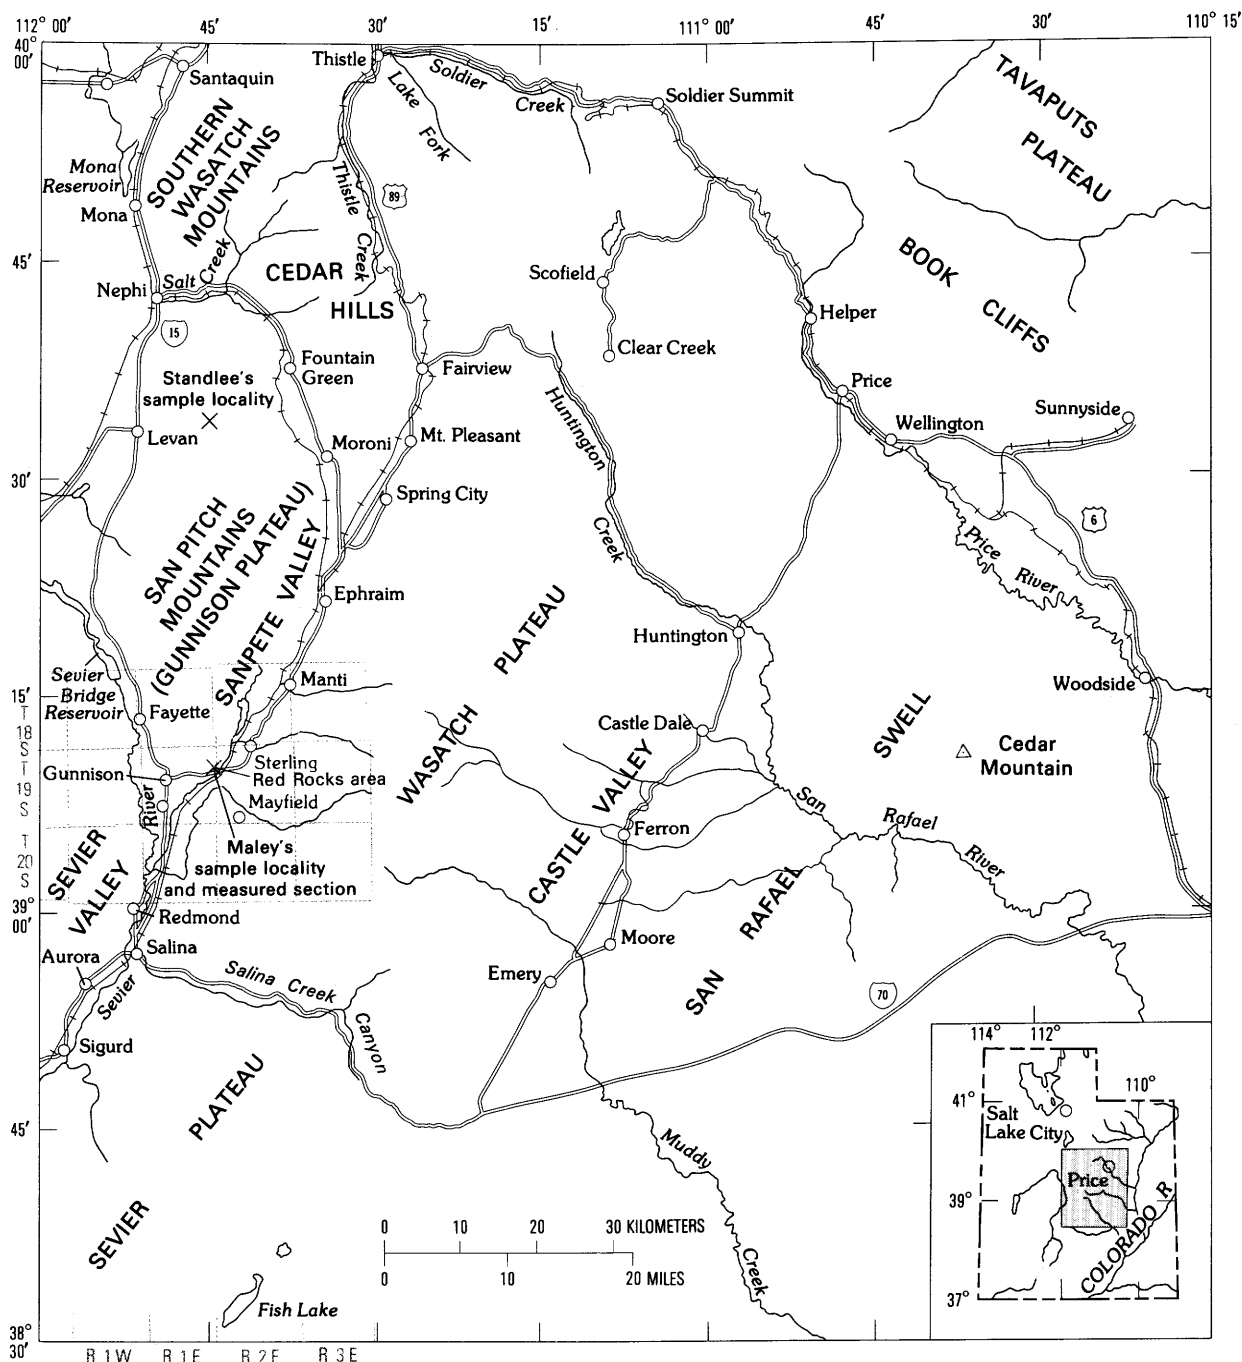 112° 00′ 45′ 30′ 15′ 111° 00′ 45′ 30′ 110° 15′
40° 00′
Thistle
Soldier
Creek
Soldier Summit
Santaquin
Lake
Fork
TAVAPUTS
PLATEAU
SOUTHERN
WASATCH
MOUNTAINS
Mona
Reservoir
Mona
Thistle
Creek
89
45′
Nephi
Salt Creek
CEDAR
HILLS
Scofield
BOOK
CLIFFS
Helper
15
Clear Creek
Fountain
Green
Fairview
Standlee's
sample locality
Huntington
Creek
Price
Sunnyside
Wellington
Levan
Moroni
Mt. Pleasant
30′
Spring City
SAN PITCH
MOUNTAINS
(GUNNISON PLATEAU)
SANPETE VALLEY
6
Price
River
Ephraim
PLATEAU
Huntington
Sevier
Bridge
Reservoir
Manti
15′
Fayette
Woodside
T
18
S
WASATCH
Castle Dale
SWELL
Cedar
Mountain
Sterling
Gunnison
Red Rocks area
T
19
S
River
Mayfield
VALLEY
CASTLE
San
Rafael
River
Ferron
T
20
S
SEVIER
VALLEY
Maley's
sample locality
and measured section
RAFAEL
39°
00′
Redmond
Moore
Salina
Aurora
Salina Creek
Canyon
Emery
SAN
70
Sevier
Sigurd
PLATEAU
45′
SEVIER
Muddy
Creek
0 10 20 30 KILOMETERS
0 10 20 MILES
Fish Lake
38°
30′
R 1 W R 1 E R 2 E R 3 E
114° 112°
110°
41°
Salt
Lake City
Price
39°
COLORADO R
37°